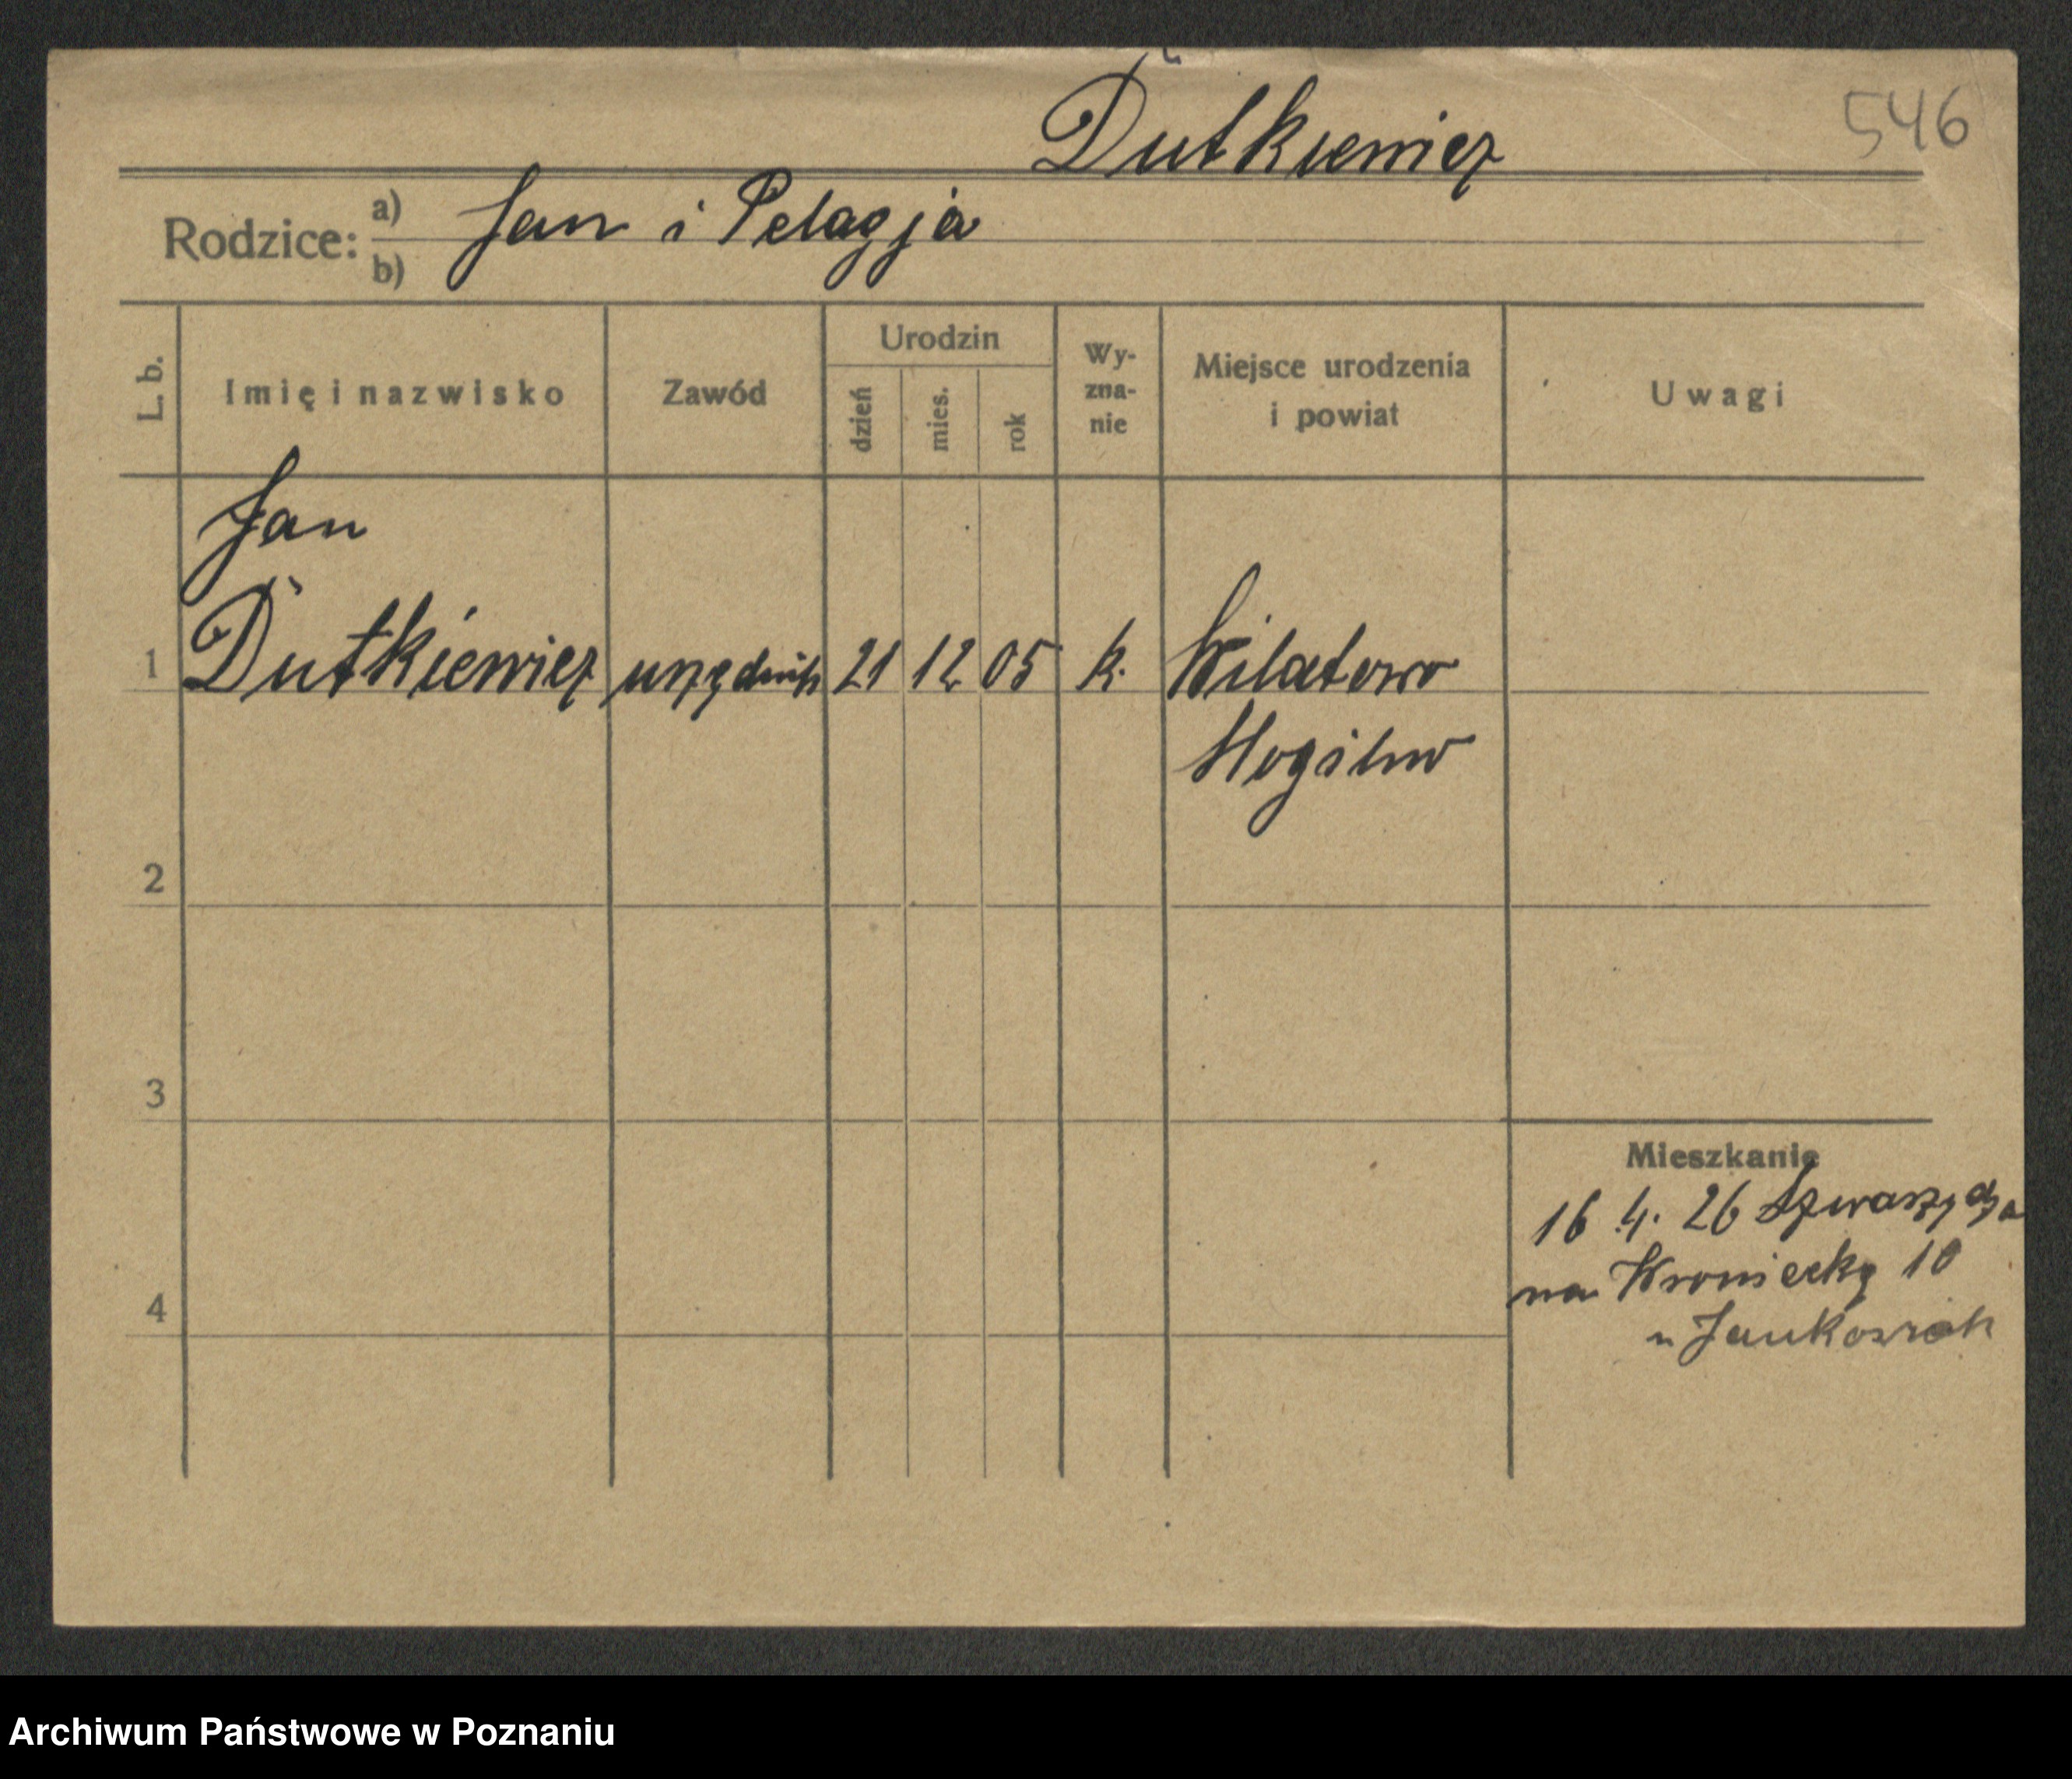 Dutkiewicz 546
Rodzice: a) b) Jan i Pelagja
L. b. Imię i nazwisko Zawód Urodzin dzień mies. rok Wy-zna-nie Miejsce urodzenia i powiat Uwagi
Jan
1 Dutkiewicz urzędnik 21 12 05 k. Wilatowo
Mogilno
2
3
Mieszkanie
16 4. 26
na Kroniecką 10
4
Archiwum Państwowe w Poznaniu